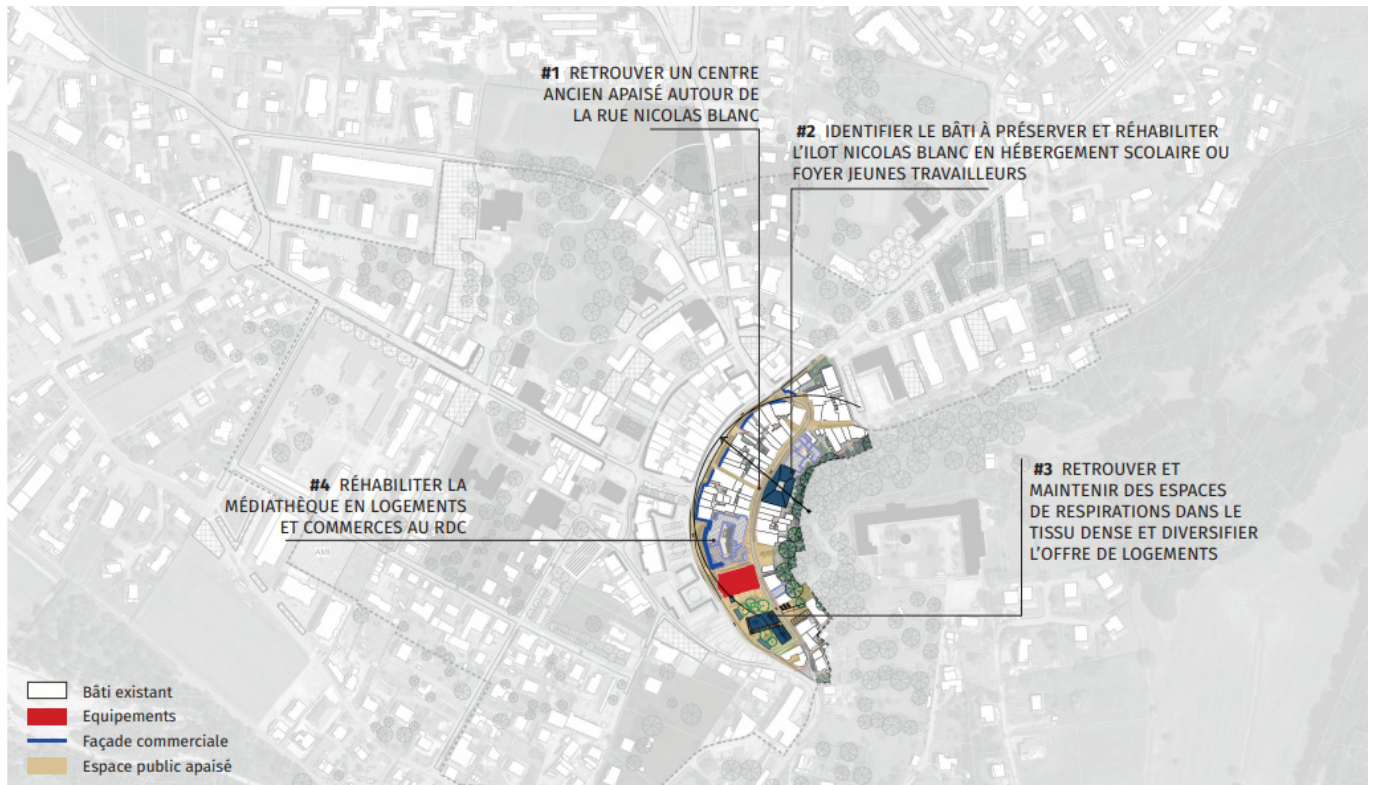 #1 RETROUVER UN CENTRE
ANCIEN APAISÉ AUTOUR DE
LA RUE NICOLAS BLANC
#2 IDENTIFIER LE BÂTI À PRÉSERVER ET RÉHABILITER
L'ILOT NICOLAS BLANC EN HÉBERGEMENT SCOLAIRE OU
FOYER JEUNES TRAVAILLEURS
#3 RETROUVER ET
MAINTENIR DES ESPACES
DE RESPIRATIONS DANS LE
TISSU DENSE ET DIVERSIFIER
L'OFFRE DE LOGEMENTS
#4 RÉHABILITER LA
MÉDIATHÈQUE EN LOGEMENTS
ET COMMERCES AU RDC
AMI
Bâti existant
Equipements
Façade commerciale
Espace public apaisé